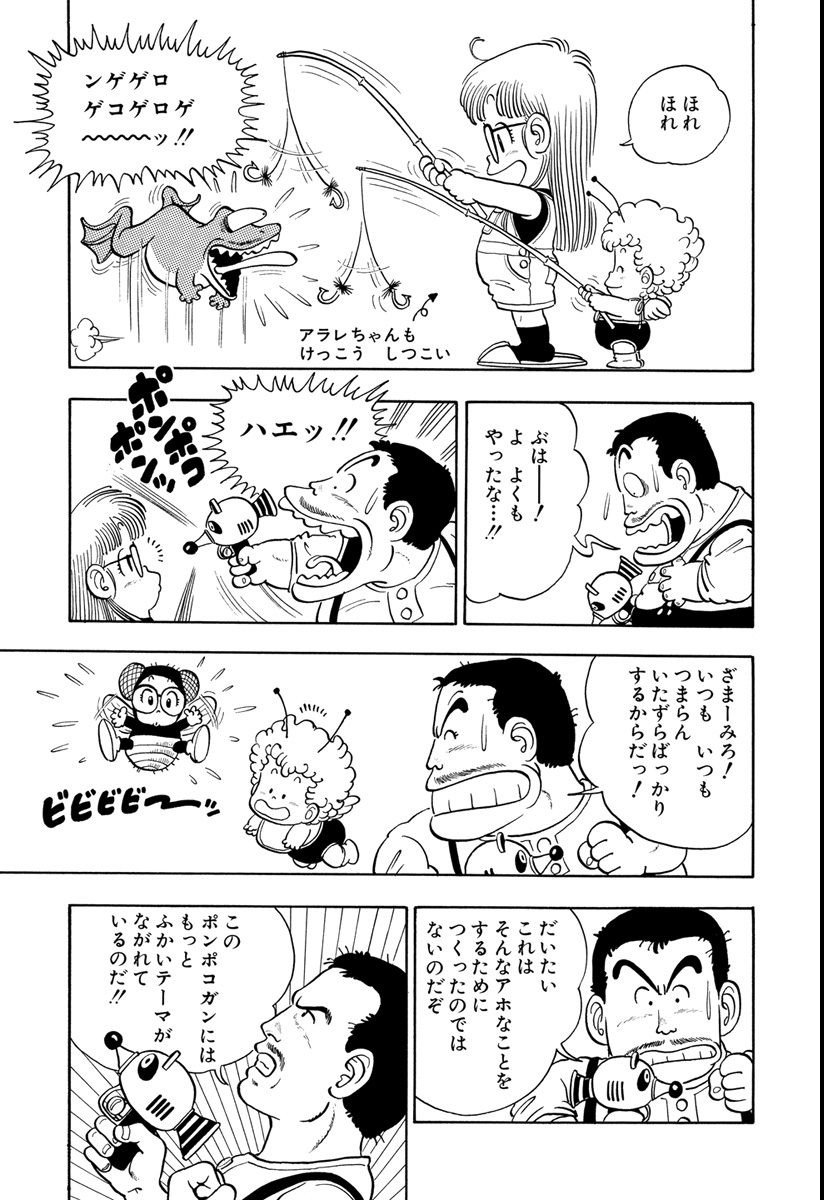 ほれ
ほれ
ンゲゲロ
ゲコゲロゲ
〜〜〜〜ッ!!
アラレちゃんも
けっこう しつこい
ぶはー!
よ よくも
やったな…!!
ハエッ!!
ポンポコ
ポンッ
ざまーみろ!
いつも いつも
つまらん
いたずらばっかり
するからだっ!
ビビビビーーッ
だいたい
これは
そんなアホなことを
するために
つくったのでは
ないのだぞ
この
ポンポコガンには
もっと
ふかいテーマが
ながれて
いるのだ!!